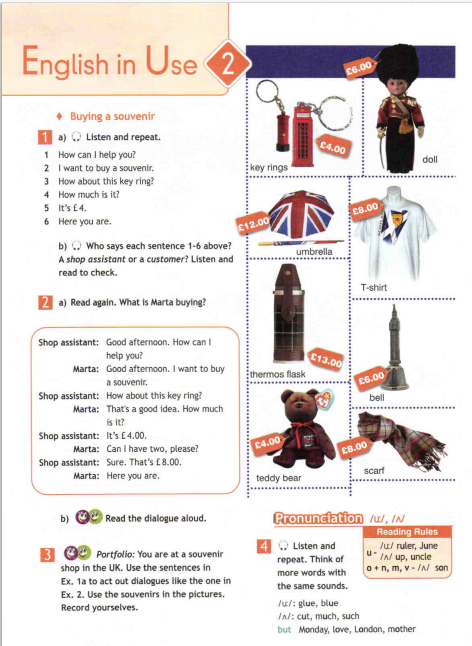 English in Use 2
♦ Buying a souvenir
1 a) Listen and repeat.
1 How can I help you?
2 I want to buy a souvenir.
3 How about this key ring?
4 How much is it?
5 It's £4.
6 Here you are.
b) Who says each sentence 1-6 above?
A shop assistant or a customer? Listen and
read to check.
2 a) Read again. What is Marta buying?
Shop assistant: Good afternoon. How can I
help you?
Marta: Good afternoon. I want to buy
a souvenir.
Shop assistant: How about this key ring?
Marta: That's a good idea. How much
is it?
Shop assistant: It's £4.00.
Marta: Can I have two, please?
Shop assistant: Sure. That's £8.00.
Marta: Here you are.
b) Read the dialogue aloud.
3 Portfolio: You are at a souvenir
shop in the UK. Use the sentences in
Ex. 1a to act out dialogues like the one in
Ex. 2. Use the souvenirs in the pictures.
Record yourselves.
£4.00
key rings
£6.00
doll
£12.00
umbrella
£8.00
T-shirt
£13.00
thermos flask
£6.00
bell
£4.00
teddy bear
£8.00
scarf
Pronunciation /uː/, /ʌ/
4 Listen and
repeat. Think of
more words with
the same sounds.
/uː/: glue, blue
/ʌ/: cut, much, such
but Monday, love, London, mother
Reading Rules
u - /uː/ ruler, June
/ʌ/ up, uncle
o + n, m, v - /ʌ/ son